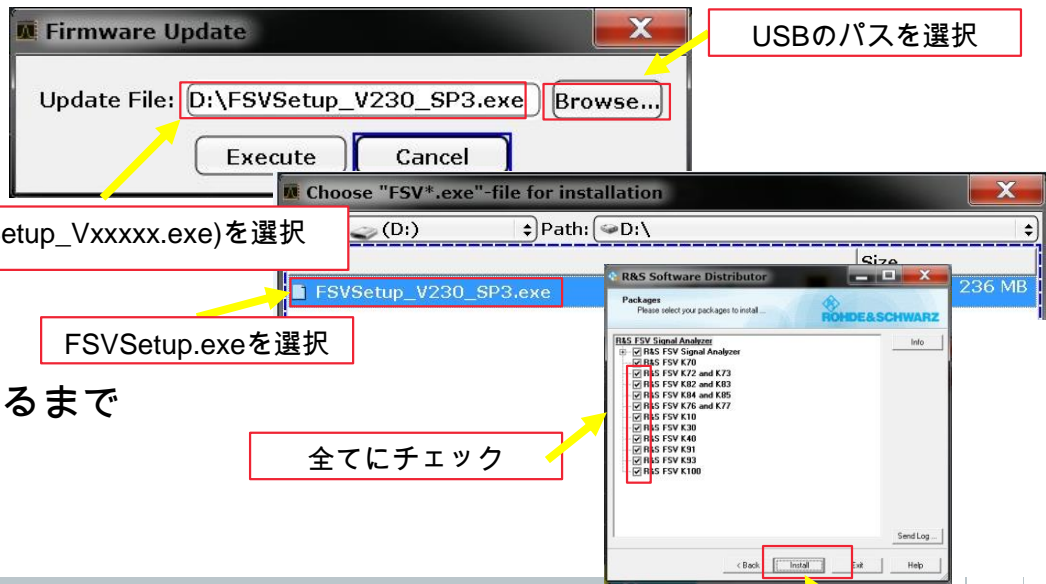 Firmware Update
USBのパスを選択
Update File: D:\FSVSetup_V230_SP3.exe Browse...
Execute Cancel
Choose "FSV*.exe"-file for installation
etup_Vxxxxx.exe)を選択
(D:) Path: D:\
Size
FSVSetup_V230_SP3.exe 236 MB
FSVSetup.exeを選択
るまで
全てにチェック
R&S Software Distributor
Packages
Please select your packages to install ...
ROHDE&SCHWARZ
R&S FSV Signal Analyzer
R&S FSV Signal Analyzer
R&S FSV K70
R&S FSV K72 and K73
R&S FSV K82 and K83
R&S FSV K84 and K85
R&S FSV K76 and K77
R&S FSV K10
R&S FSV K30
R&S FSV K40
R&S FSV K91
R&S FSV K93
R&S FSV K100
Info
Send Log ...
< Back Install Exit Help